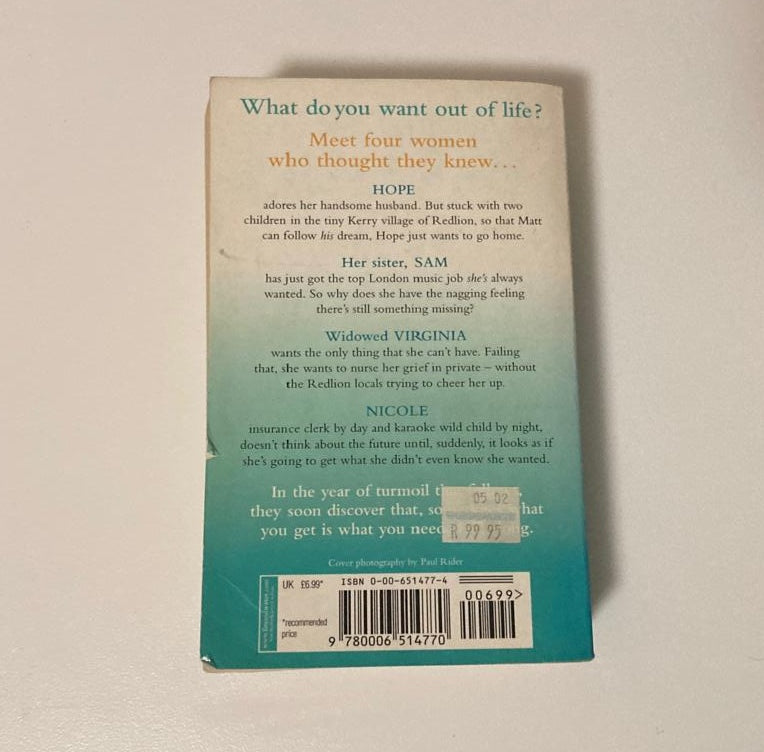 What do you want out of life?
Meet four women
who thought they knew...
HOPE
adores her handsome husband. But stuck with two
children in the tiny Kerry village of Redlion, so that Matt
can follow his dream, Hope just wants to go home.
Her sister, SAM
has just got the top London music job she's always
wanted. So why does she have the nagging feeling
there's still something missing?
Widowed VIRGINIA
wants the only thing that she can't have. Failing
that, she wants to nurse her grief in private – without
the Redlion locals trying to cheer her up.
NICOLE
insurance clerk by day and karaoke wild child by night,
doesn't think about the future until, suddenly, it looks as if
she's going to get what she didn't even know she wanted.
In the year of turmoil
they soon discover that, so hat
you get is what you need g.
05 02
R 99 95
Cover photography by Paul Rider
UK £6.99*
*recommended
price
ISBN 0-00-651477-4
00699>
9 780006 514770